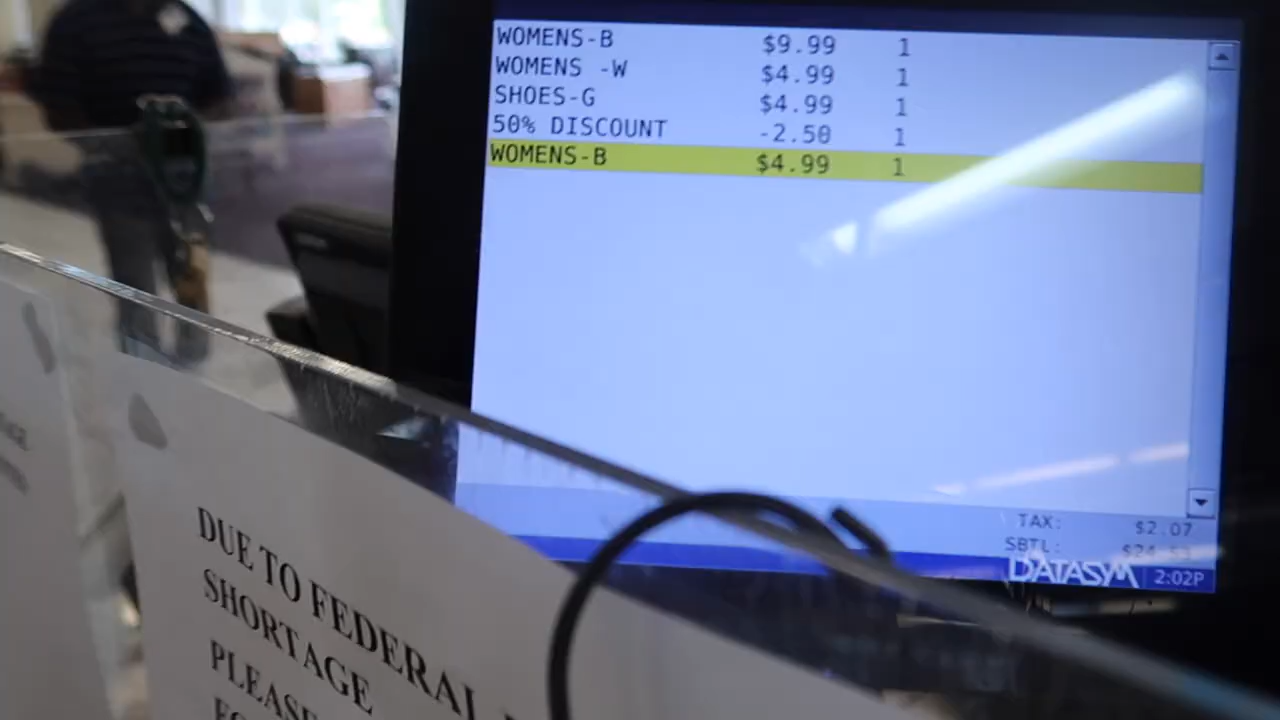 WOMENS-B $9.99 1
WOMENS -W $4.99 1
SHOES-G $4.99 1
50% DISCOUNT -2.50 1
WOMENS-B $4.99 1
TAX: $2.07
SBTL:
DATASYM 2:02P
DUE TO FEDERAL
SHORTAGE
PLEASE